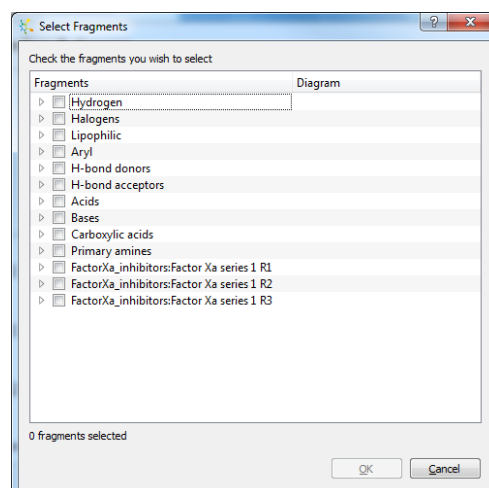 Select Fragments
?
X
Check the fragments you wish to select
Fragments Diagram
Hydrogen
Halogens
Lipophilic
Aryl
H-bond donors
H-bond acceptors
Acids
Bases
Carboxylic acids
Primary amines
FactorXa_inhibitors:Factor Xa series 1 R1
FactorXa_inhibitors:Factor Xa series 1 R2
FactorXa_inhibitors:Factor Xa series 1 R3
0 fragments selected
OK Cancel